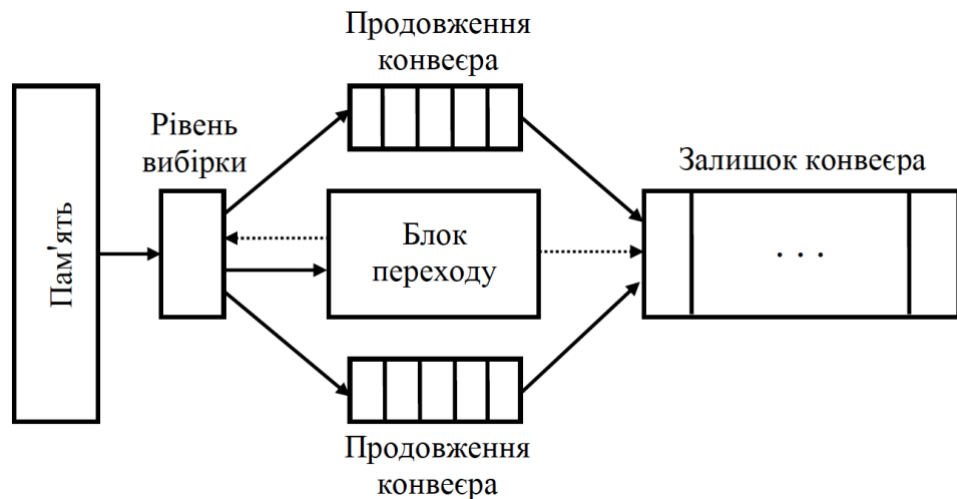 Продовження
конвеєра
Рівень
вибірки
Залишок конвеєра
Пам'ять
Блок
переходу
. . .
Продовження
конвеєра